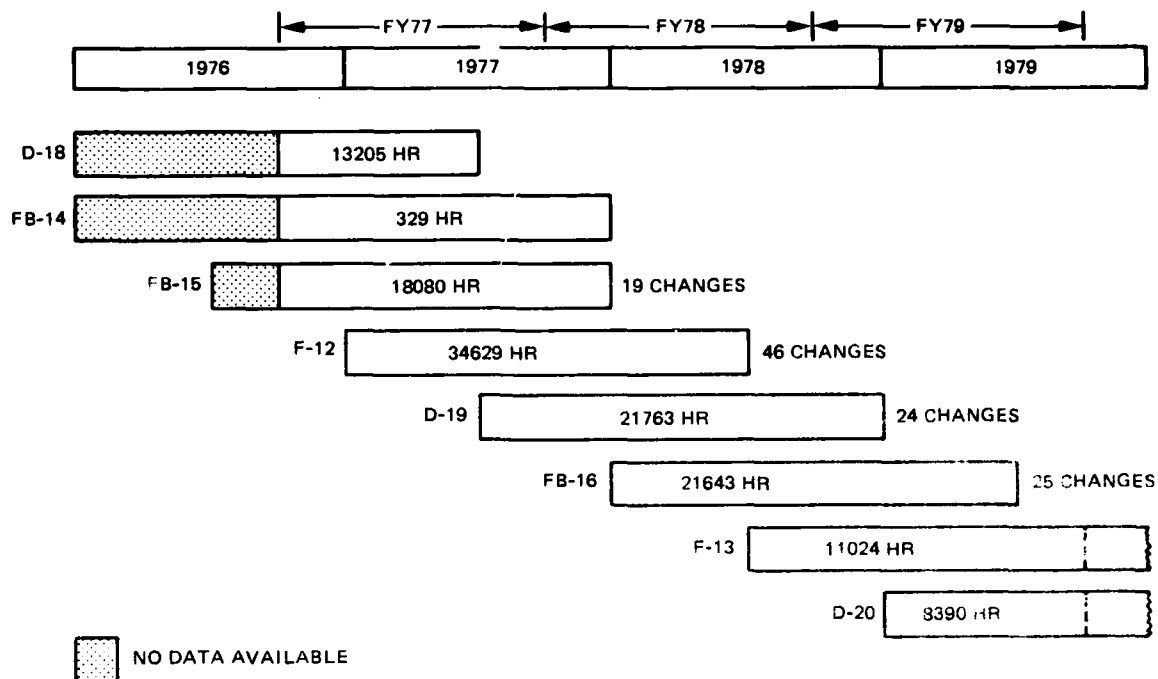 FY77 FY78 FY79
1976 1977 1978 1979
D-18 13205 HR
FB-14 329 HR
FB-15 18080 HR 19 CHANGES
F-12 34629 HR 46 CHANGES
D-19 21763 HR 24 CHANGES
FB-16 21643 HR 25 CHANGES
F-13 11024 HR
D-20 8390 HR
NO DATA AVAILABLE